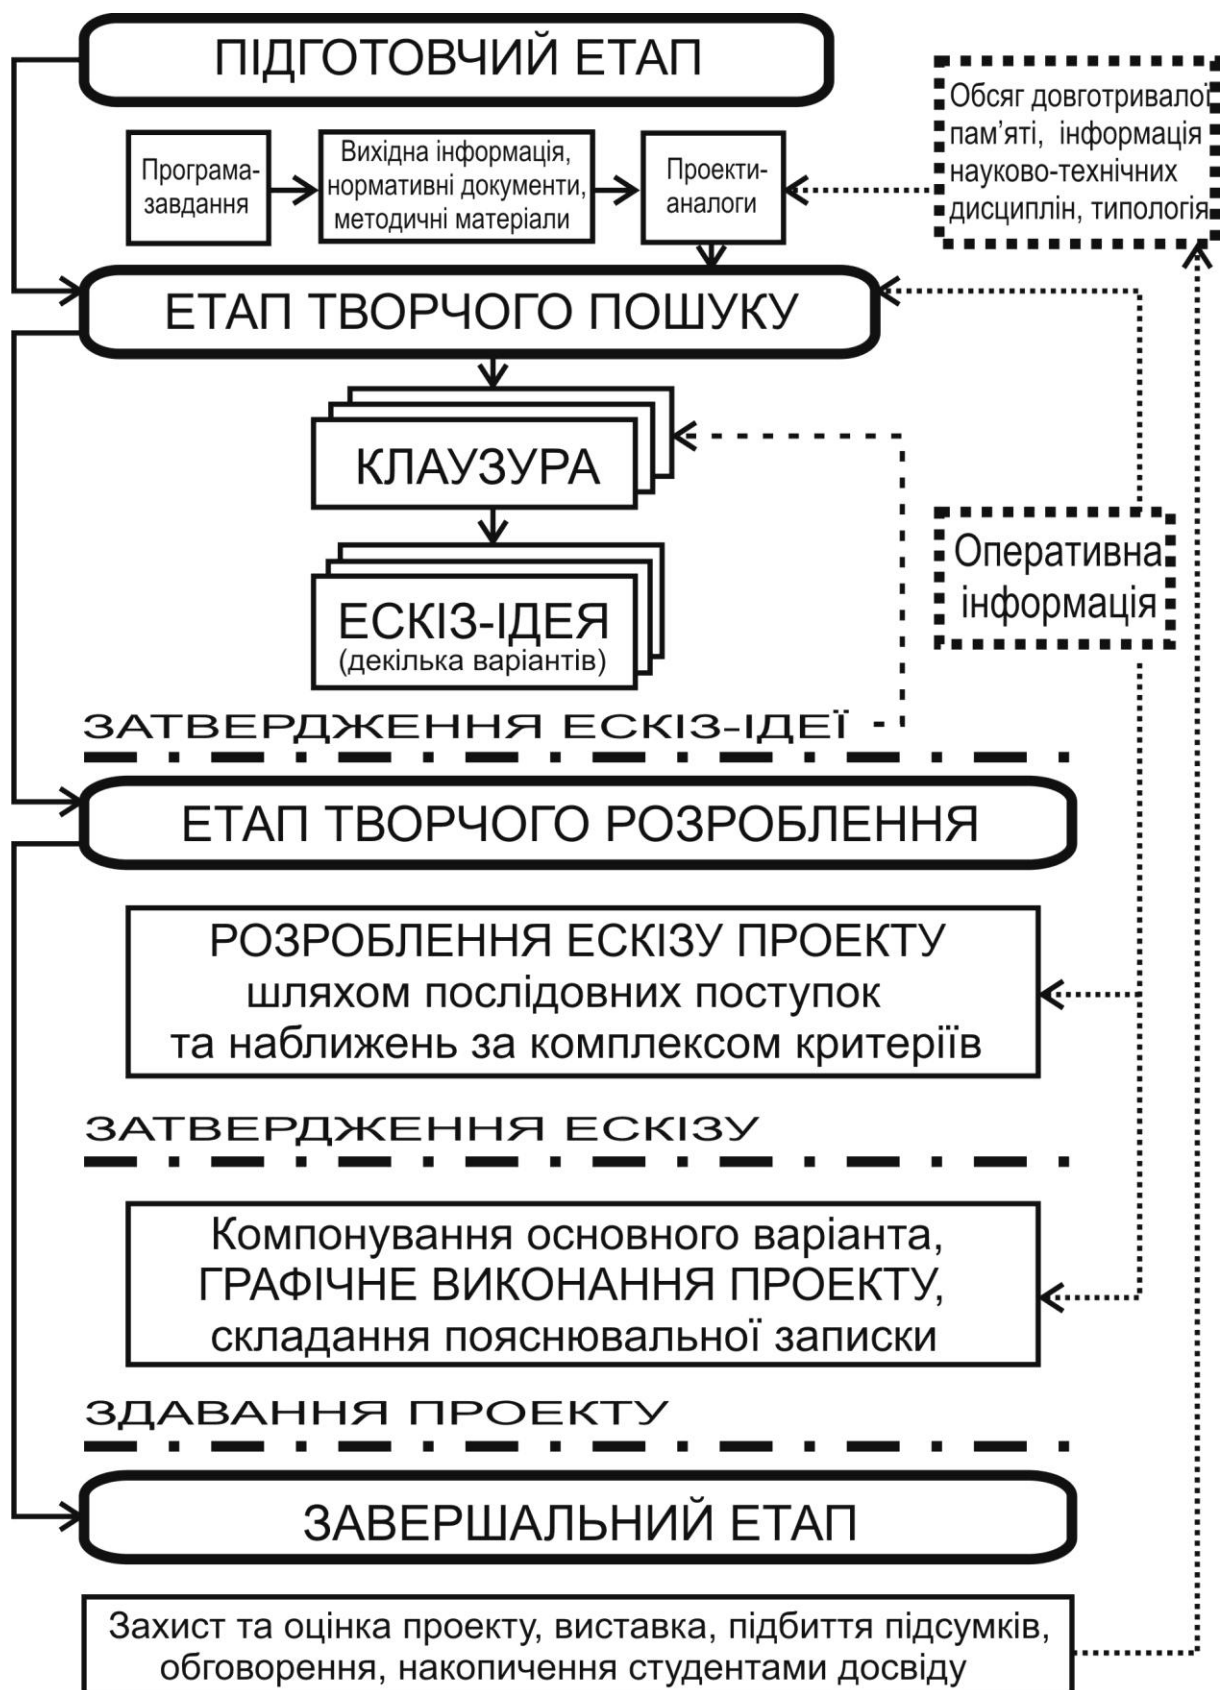 ПІДГОТОВЧИЙ ЕТАП
Програма-
завдання
Вихідна інформація,
нормативні документи,
методичні матеріали
Проекти-
аналоги
Обсяг довготривалої
пам’яті, інформація
науково-технічних
дисциплін, типологія
ЕТАП ТВОРЧОГО ПОШУКУ
КЛАУЗУРА
ЕСКІЗ-ІДЕЯ
(декілька варіантів)
Оперативна
інформація
ЗАТВЕРДЖЕННЯ ЕСКІЗ-ІДЕЇ
ЕТАП ТВОРЧОГО РОЗРОБЛЕННЯ
РОЗРОБЛЕННЯ ЕСКІЗУ ПРОЕКТУ
шляхом послідовних поступок
та наближень за комплексом критеріїв
ЗАТВЕРДЖЕННЯ ЕСКІЗУ
Компонування основного варіанта,
ГРАФІЧНЕ ВИКОНАННЯ ПРОЕКТУ,
складання пояснювальної записки
ЗДАВАННЯ ПРОЕКТУ
ЗАВЕРШАЛЬНИЙ ЕТАП
Захист та оцінка проекту, виставка, підбиття підсумків,
обговорення, накопичення студентами досвіду